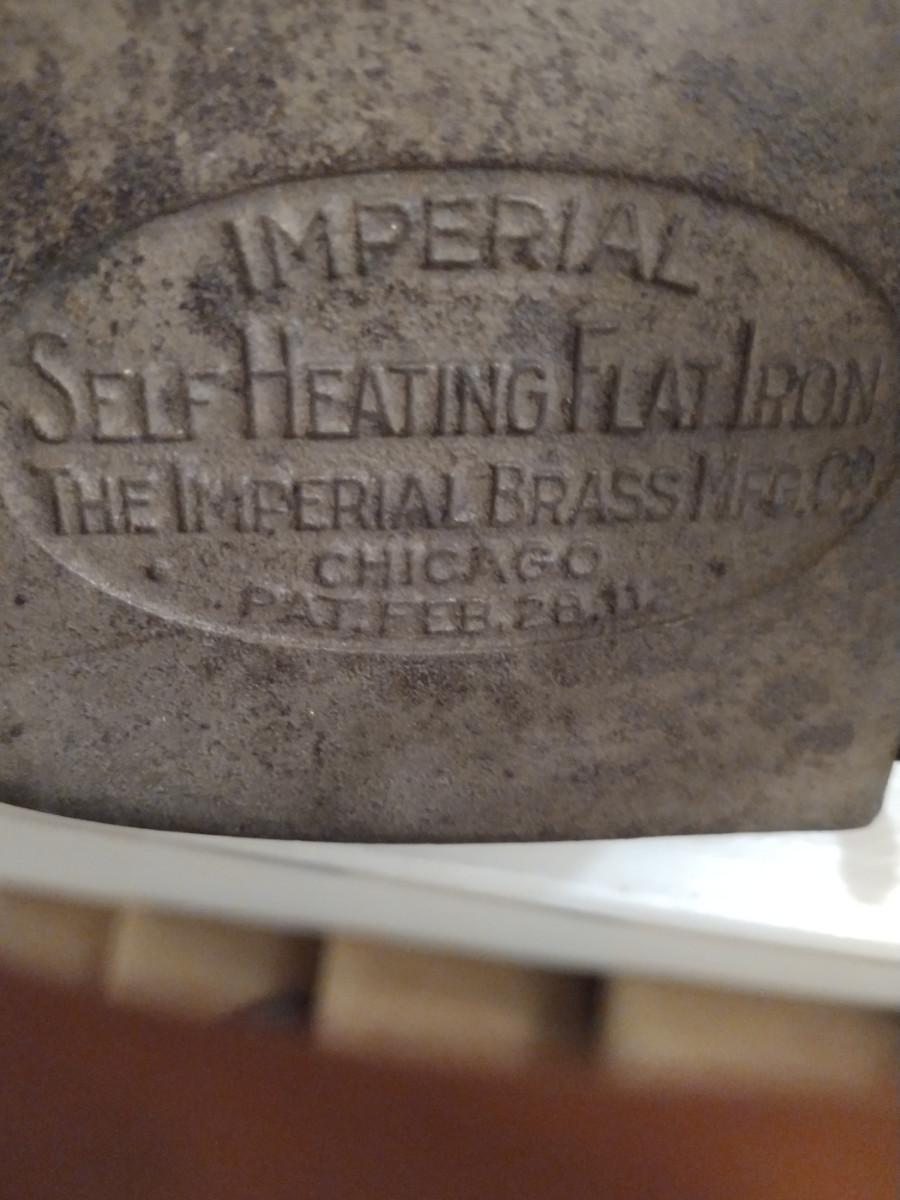 IMPERIAL
SELF HEATING FLAT IRON
THE IMPERIAL BRASS MFG. CO.
CHICAGO
PAT. FEB. 28, 11.